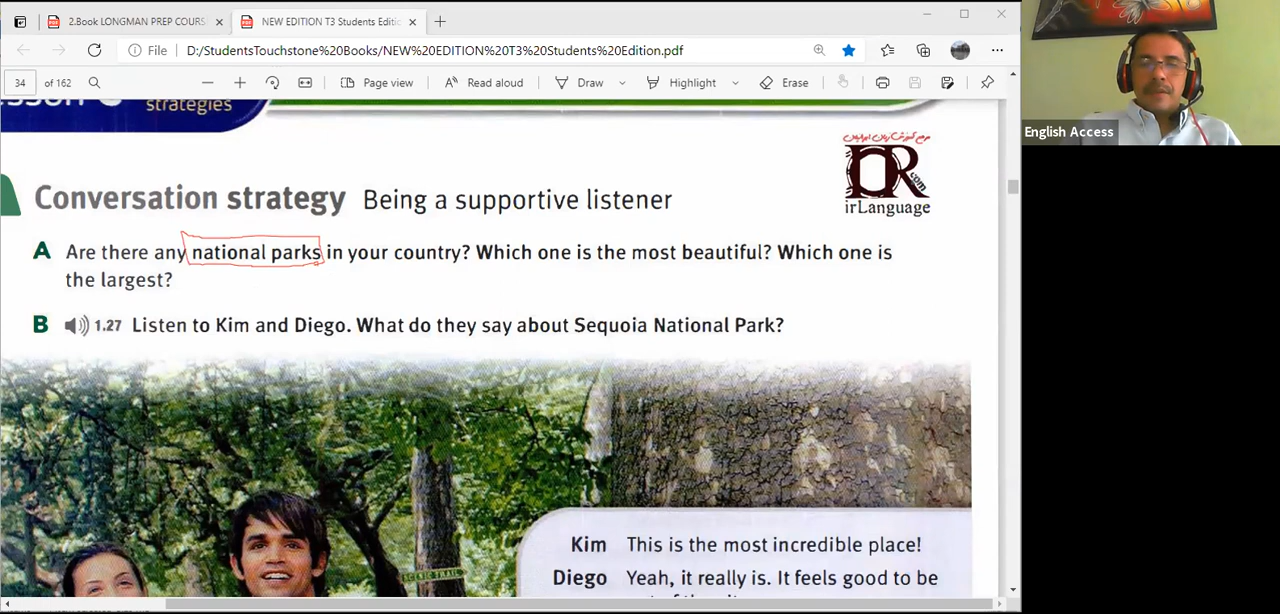 2.Book LONGMAN PREP COURS
NEW EDITION T3 Students Editio
File
D:/StudentsTouchstone%20Books/NEW%20EDITION%20T3%20Students%20Edition.pdf
34
of 162
Page view
Read aloud
Draw
Highlight
Erase
strategies
English Access
irLanguage
.com
Conversation strategy Being a supportive listener
A Are there any national parks in your country? Which one is the most beautiful? Which one is
the largest?
B 1.27 Listen to Kim and Diego. What do they say about Sequoia National Park?
SCENIC TRAIL
Kim This is the most incredible place!
Diego Yeah, it really is. It feels good to be